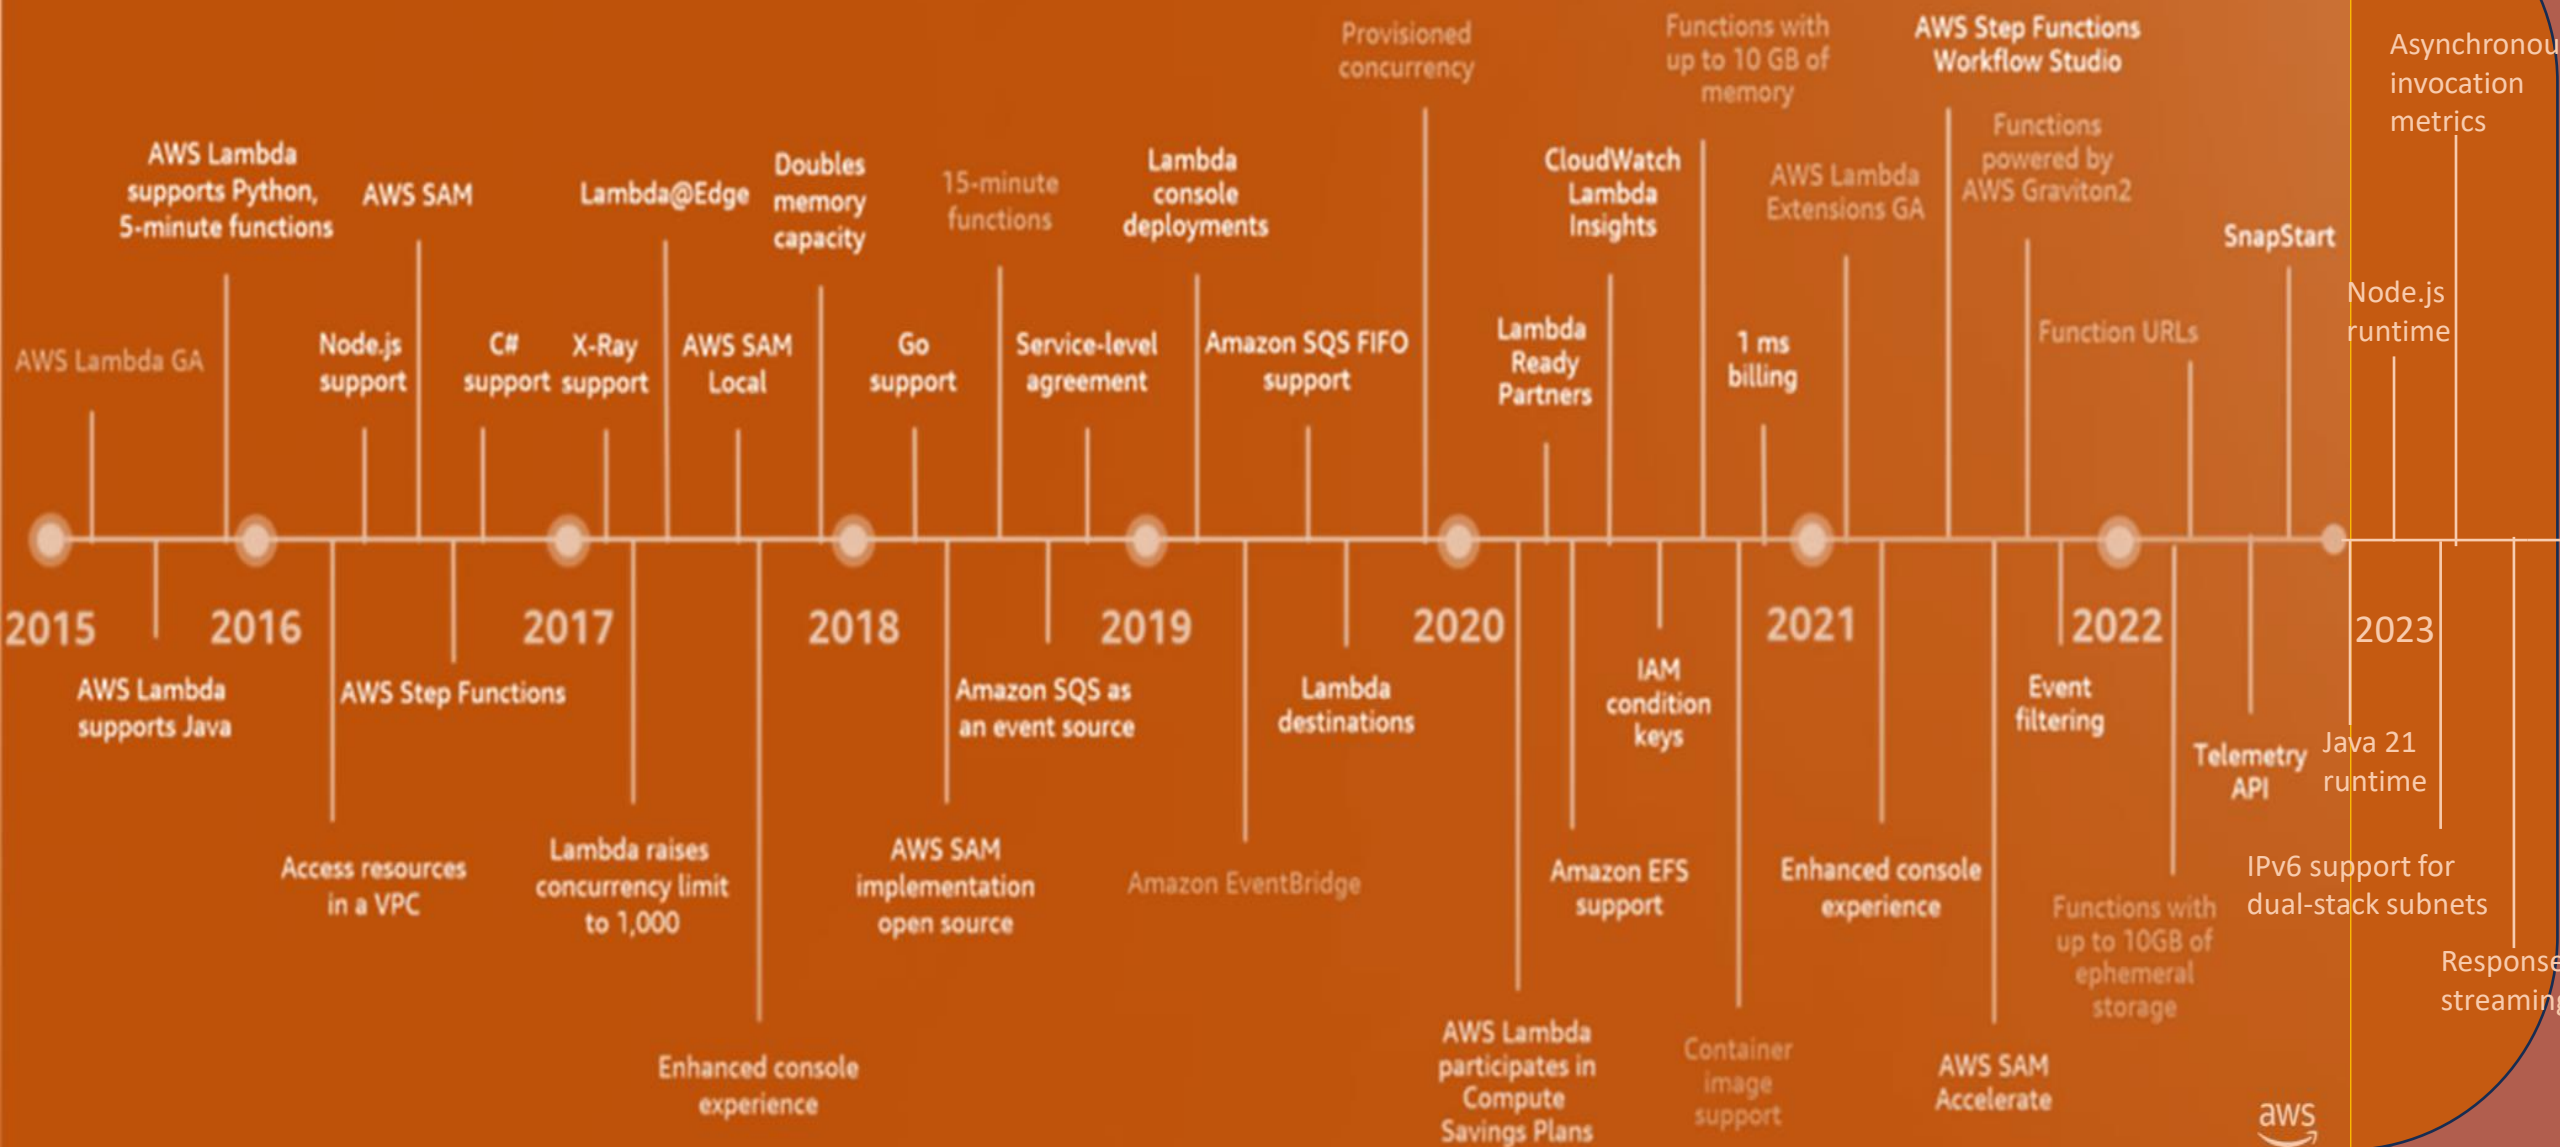 AWS Lambda GA
AWS Lambda
supports Python,
5-minute functions
Node.js
support
AWS SAM
C#
support
X-Ray
support
Lambda@Edge
AWS SAM
Local
Doubles
memory
capacity
Go
support
15-minute
functions
Service-level
agreement
Lambda
console
deployments
Amazon SQS FIFO
support
Provisioned
concurrency
Lambda
Ready
Partners
CloudWatch
Lambda
Insights
Functions with
up to 10 GB of
memory
1 ms
billing
AWS Lambda
Extensions GA
AWS Step Functions
Workflow Studio
Functions
powered by
AWS Graviton2
Function URLs
SnapStart
Node.js
runtime
Asynchronou
invocation
metrics
2015
2016
2017
2018
2019
2020
2021
2022
2023
AWS Lambda
supports Java
Access resources
in a VPC
AWS Step Functions
Lambda raises
concurrency limit
to 1,000
Enhanced console
experience
AWS SAM
implementation
open source
Amazon SQS as
an event source
Amazon EventBridge
Lambda
destinations
AWS Lambda
participates in
Compute
Savings Plans
Amazon EFS
support
IAM
condition
keys
Container
image
support
Enhanced console
experience
AWS SAM
Accelerate
Event
filtering
Functions with
up to 10GB of
ephemeral
storage
Telemetry
API
Java 21
runtime
IPv6 support for
dual-stack subnets
Response
streaming
aws